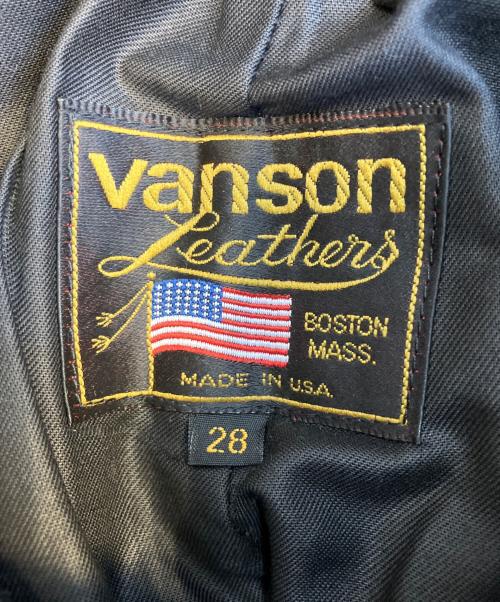 vanson
Leathers
BOSTON
MASS.
MADE IN U.S.A.
28